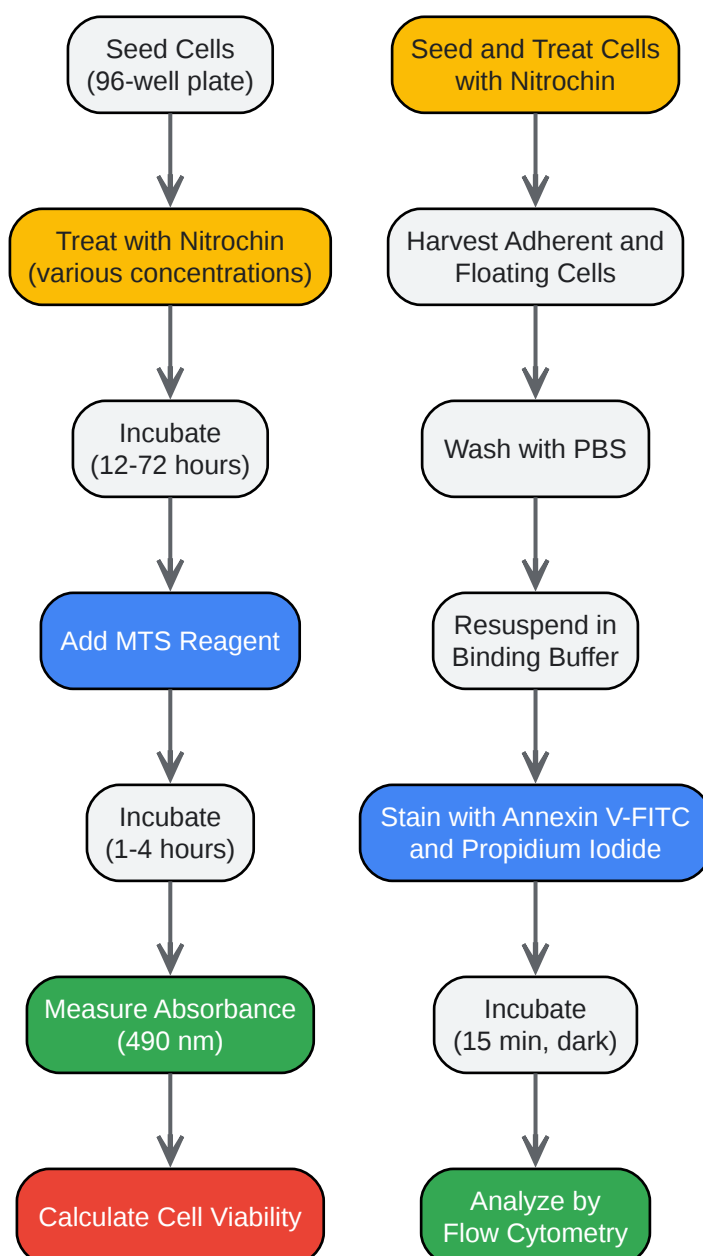 Seed Cells
(96-well plate)
Treat with Nitrochin
(various concentrations)
Incubate
(12-72 hours)
Add MTS Reagent
Incubate
(1-4 hours)
Measure Absorbance
(490 nm)
Calculate Cell Viability
Seed and Treat Cells
with Nitrochin
Harvest Adherent and
Floating Cells
Wash with PBS
Resuspend in
Binding Buffer
Stain with Annexin V-FITC
and Propidium Iodide
Incubate
(15 min, dark)
Analyze by
Flow Cytometry